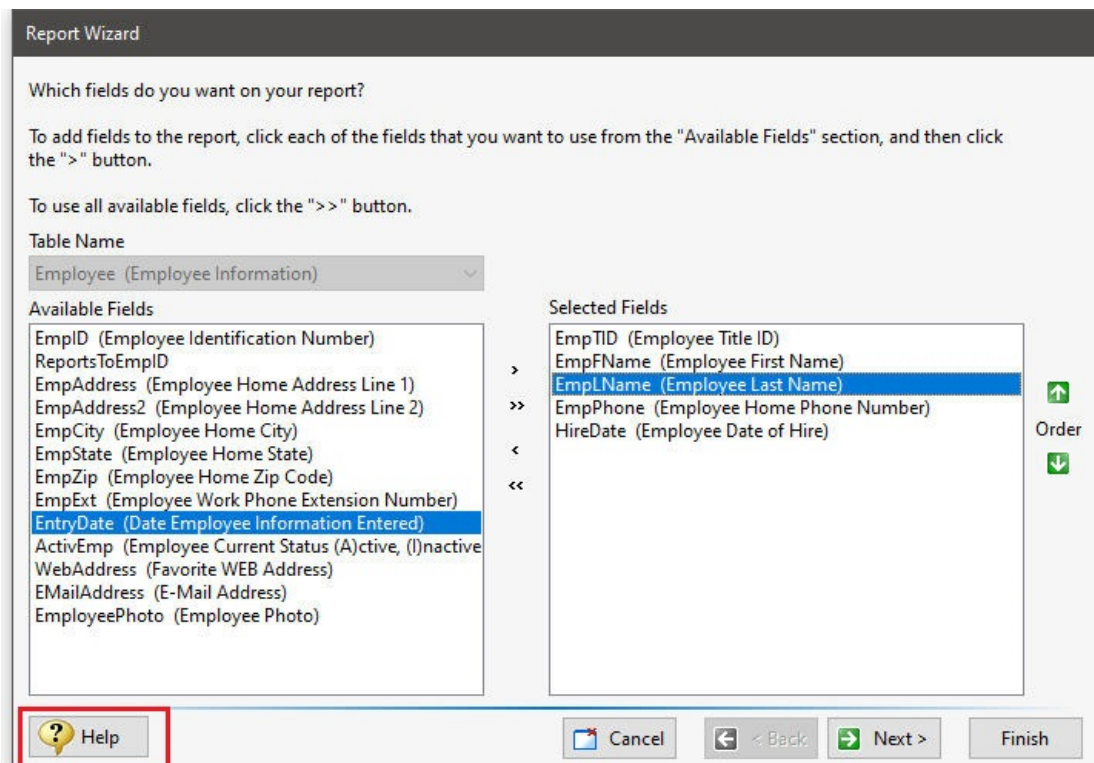 Report Wizard
Which fields do you want on your report?
To add fields to the report, click each of the fields that you want to use from the "Available Fields" section, and then click
the ">" button.
To use all available fields, click the ">>" button.
Table Name
Employee (Employee Information)
Available Fields
EmpID (Employee Identification Number)
ReportsToEmpID
EmpAddress (Employee Home Address Line 1)
EmpAddress2 (Employee Home Address Line 2)
EmpCity (Employee Home City)
EmpState (Employee Home State)
EmpZip (Employee Home Zip Code)
EmpExt (Employee Work Phone Extension Number)
EntryDate (Date Employee Information Entered)
ActivEmp (Employee Current Status (A)ctive, (I)nactive
WebAddress (Favorite WEB Address)
EMailAddress (E-Mail Address)
EmployeePhoto (Employee Photo)
>
>>
<
<<
Selected Fields
EmpTID (Employee Title ID)
EmpFName (Employee First Name)
EmpLName (Employee Last Name)
EmpPhone (Employee Home Phone Number)
HireDate (Employee Date of Hire)
Order
? Help
Cancel
< Back
Next >
Finish